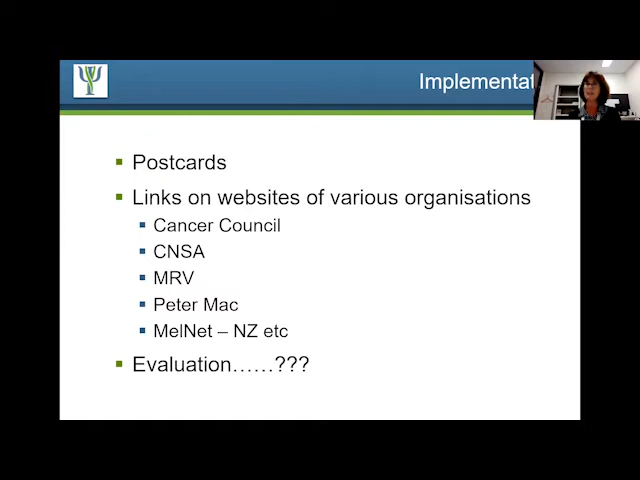 Implementat
Postcards
Links on websites of various organisations
Cancer Council
CNSA
MRV
Peter Mac
MelNet – NZ etc
Evaluation……???